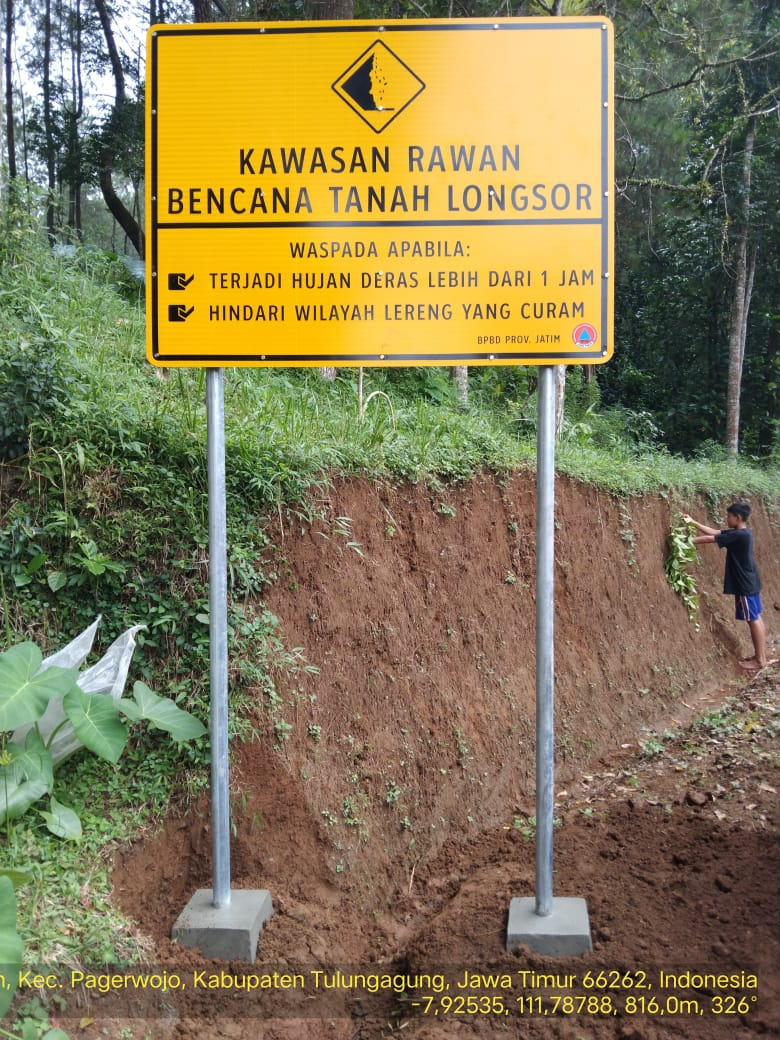 KAWASAN RAWAN
BENCANA TANAH LONGSOR
WASPADA APABILA:
TERJADI HUJAN DERAS LEBIH DARI 1 JAM
HINDARI WILAYAH LERENG YANG CURAM
BPBD PROV. JATIM
Kec. Pagerwojo, Kabupaten Tulungagung, Jawa Timur 66262, Indonesia
-7,92535, 111,78788, 816,0m, 326°